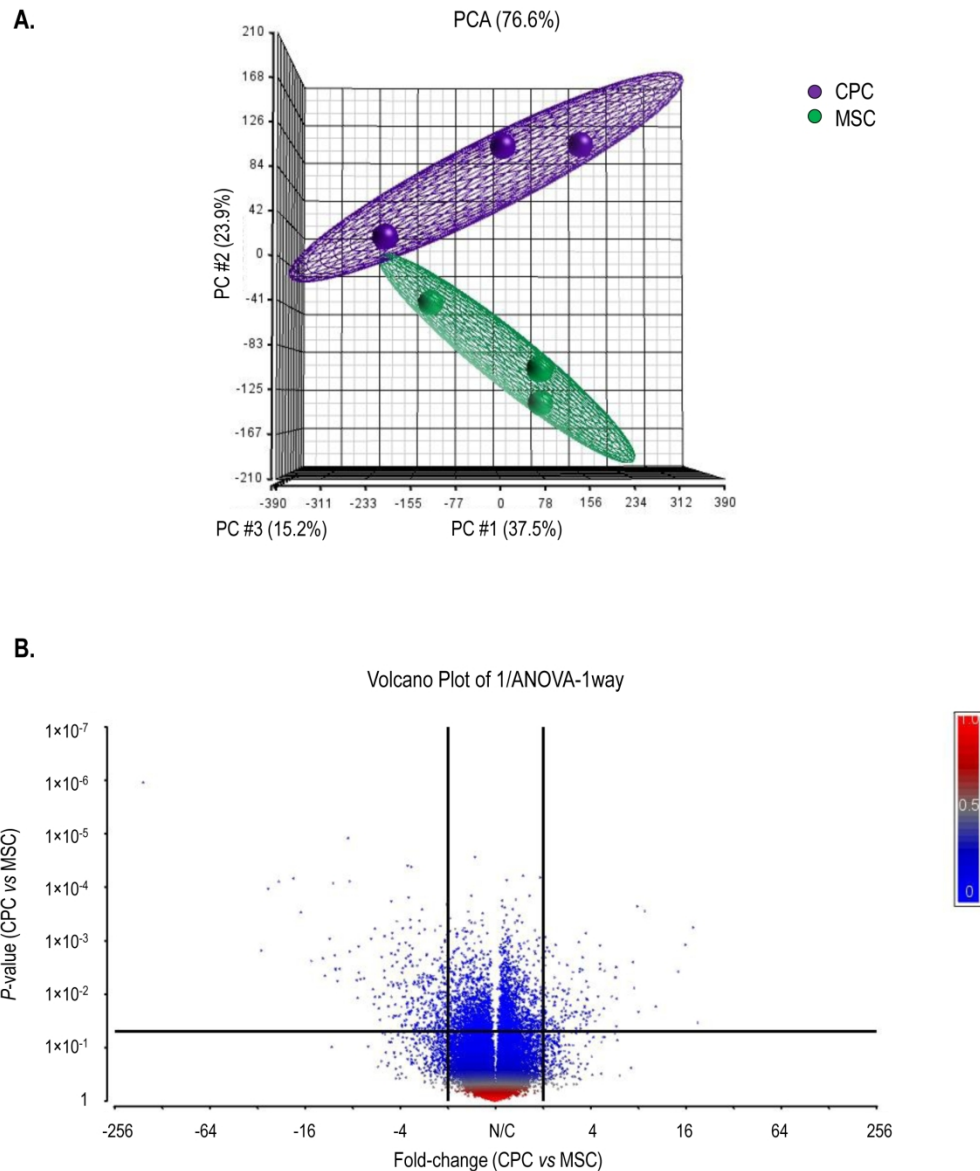 A.
PCA (76.6%)
CPC
MSC
PC #2 (23.9%)
210
168
126
84
42
0
-41
-83
-125
-167
-210
-390 -311 -233 -155 -77 0 78 156 234 312 390
PC #3 (15.2%) PC #1 (37.5%)
B.
Volcano Plot of 1/ANOVA-1way
P-value (CPC vs MSC)
1×10-7
1×10-6
1×10-5
1×10-4
1×10-3
1×10-2
1×10-1
1
1.0
0.5
0
-256 -64 -16 -4 N/C 4 16 64 256
Fold-change (CPC vs MSC)